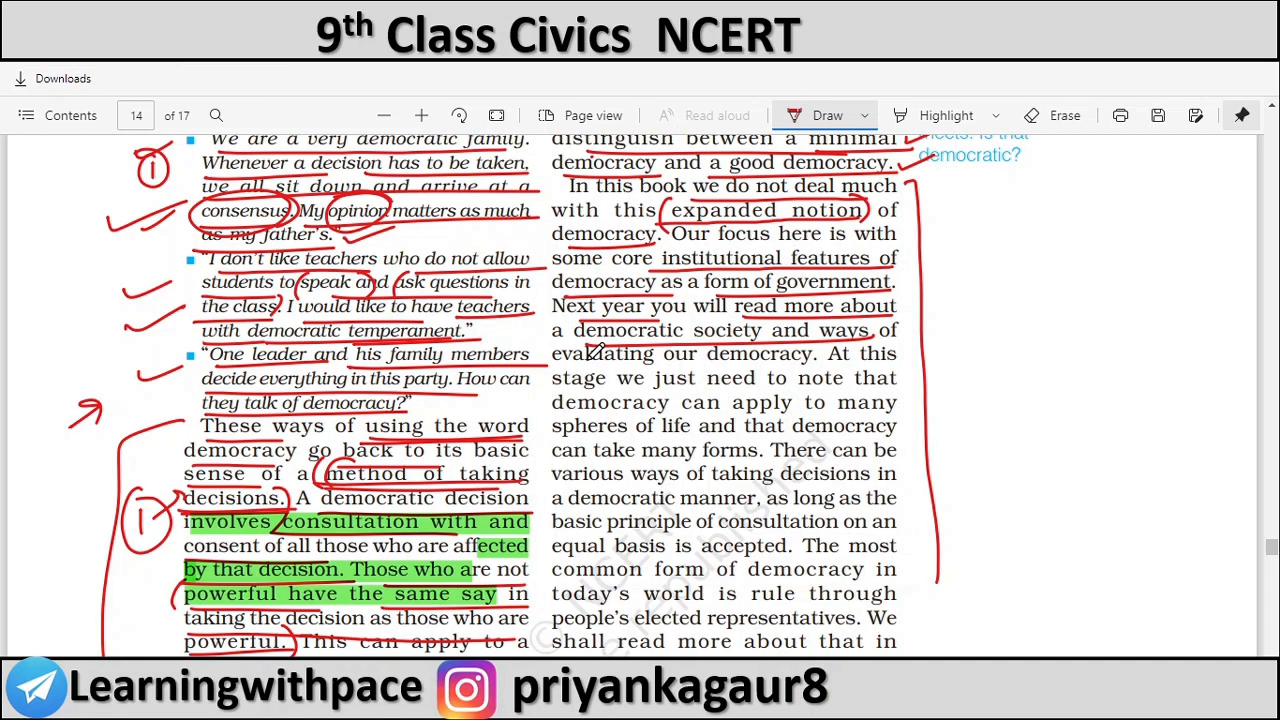 9th Class Civics NCERT
Downloads
Contents
14
of 17
Page view
Read aloud
Draw
Highlight
Erase
"We are a very democratic family.
Whenever a decision has to be taken,
we all sit down and arrive at a
consensus. My opinion matters as much
as my father's."
"I don't like teachers who do not allow
students to speak and ask questions in
the class. I would like to have teachers
with democratic temperament."
"One leader and his family members
decide everything in this party. How can
they talk of democracy?"
These ways of using the word
democracy go back to its basic
sense of a method of taking
decisions. A democratic decision
involves consultation with and
consent of all those who are affected
by that decision. Those who are not
powerful have the same say in
taking the decision as those who are
powerful. This can apply to a
distinguish between a minimal
democracy and a good democracy.
In this book we do not deal much
with this expanded notion of
democracy. Our focus here is with
some core institutional features of
democracy as a form of government.
Next year you will read more about
a democratic society and ways of
evaluating our democracy. At this
stage we just need to note that
democracy can apply to many
spheres of life and that democracy
can take many forms. There can be
various ways of taking decisions in
a democratic manner, as long as the
basic principle of consultation on an
equal basis is accepted. The most
common form of democracy in
today's world is rule through
people's elected representatives. We
shall read more about that in
meets? Is that
democratic?
1
1
© NCERT
be republished
Learningwithpace
priyankagaur8